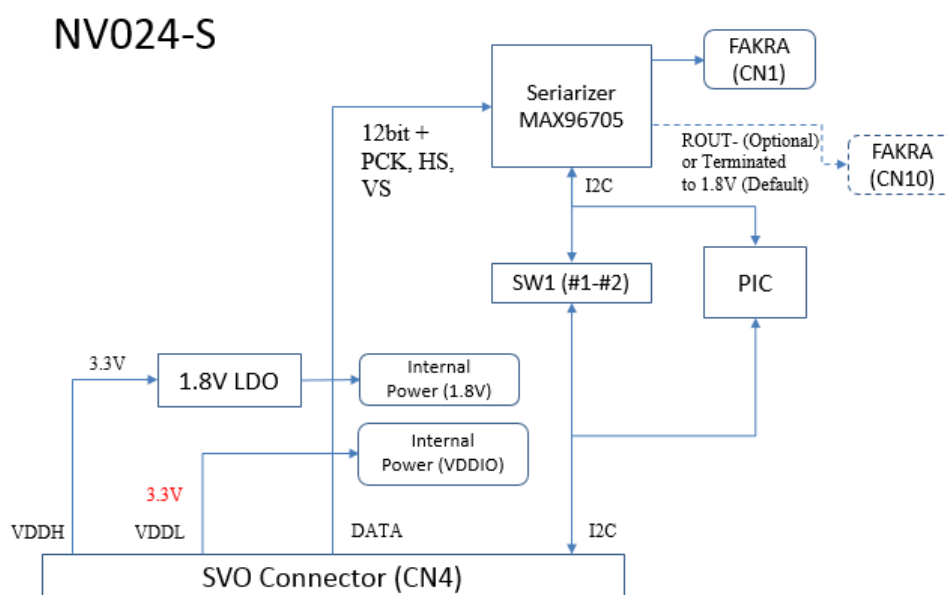 NV024-S
Seriarizer
MAX96705
FAKRA
(CN1)
12bit +
PCK, HS,
VS
ROUT- (Optional)
or Terminated
to 1.8V (Default)
FAKRA
(CN10)
I2C
SW1 (#1-#2)
PIC
3.3V
1.8V LDO
Internal
Power (1.8V)
Internal
Power (VDDIO)
3.3V
VDDH
VDDL
DATA
I2C
SVO Connector (CN4)